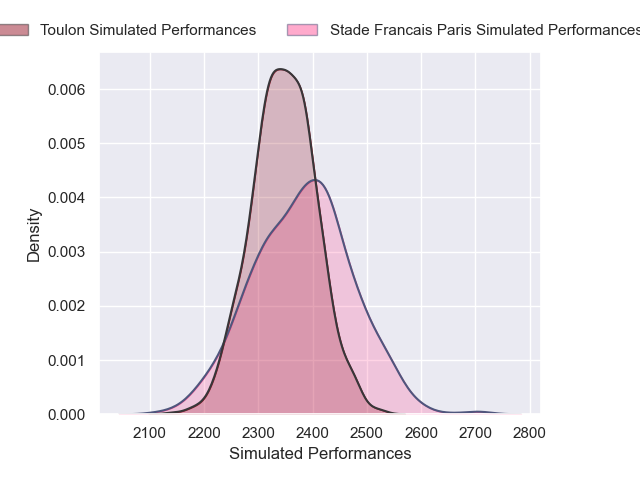 Toulon Simulated Performances Stade Francais Paris Simulated Performances
0.006
0.005
0.004
0.003
0.002
0.001
0.000
Density
2100 2200 2300 2400 2500 2600 2700 2800
Simulated Performances